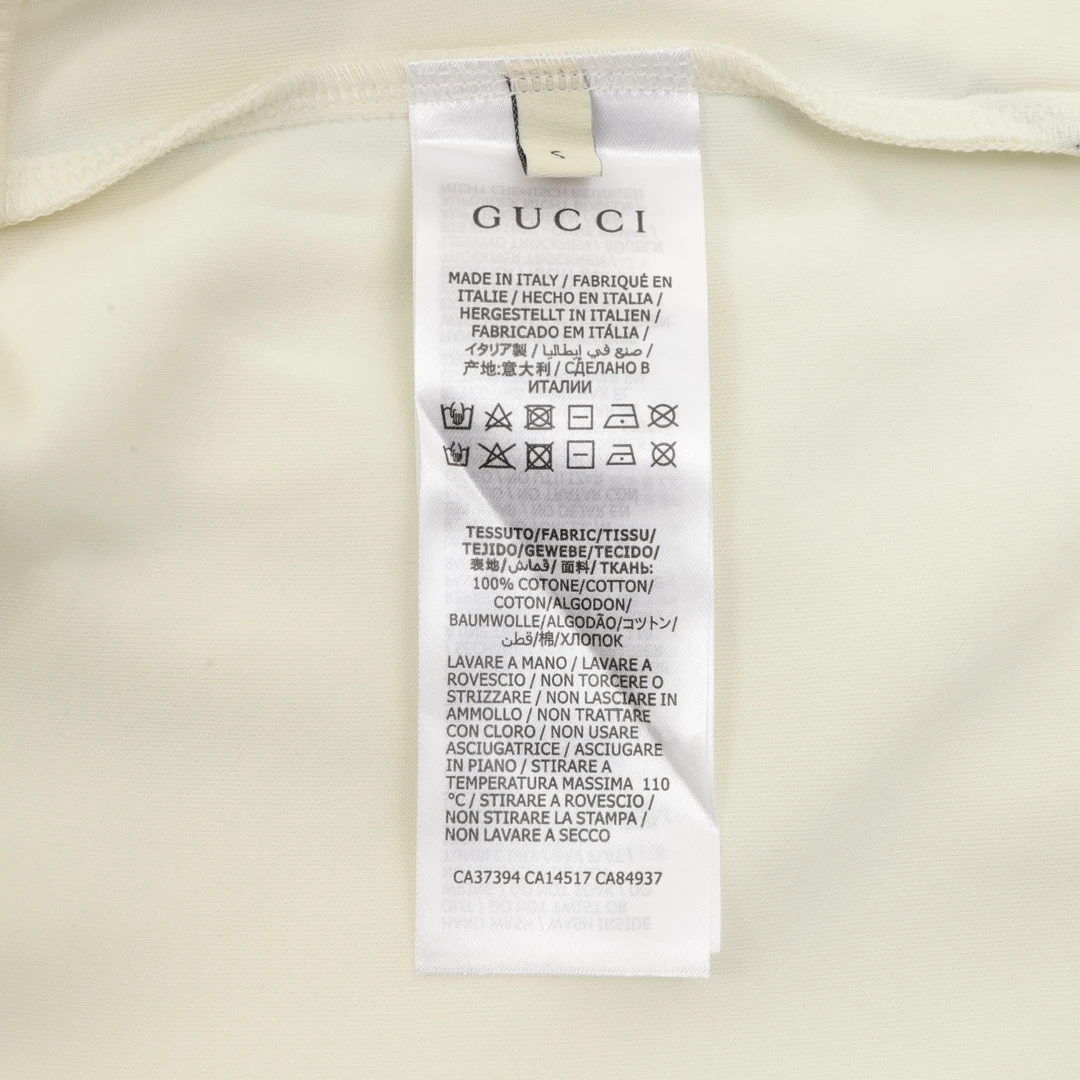 GUCCI
MADE IN ITALY / FABRIQUÉ EN
ITALIE / HECHO EN ITALIA /
HERGESTELLT IN ITALIEN /
FABRICADO EM ITÁLIA /
イタリア製 / صنع في إيطاليا /
产地:意大利 / СДЕЛАНО В
ИТАЛИИ
TESSUTO/FABRIC/TISSU/
TEJIDO/GEWEBE/TECIDO/
表地/قماش/ 面料/ ТКАНЬ:
100% COTONE/COTTON/
COTON/ALGODON/
BAUMWOLLE/ALGODÃO/コットン/
قطن/棉/ХЛОПОК
LAVARE A MANO / LAVARE A
ROVESCIO / NON TORCERE O
STRIZZARE / NON LASCIARE IN
AMMOLLO / NON TRATTARE
CON CLORO / NON USARE
ASCIUGATRICE / ASCIUGARE
IN PIANO / STIRARE A
TEMPERATURA MASSIMA 110
°C / STIRARE A ROVESCIO /
NON STIRARE LA STAMPA /
NON LAVARE A SECCO
CA37394 CA14517 CA84937